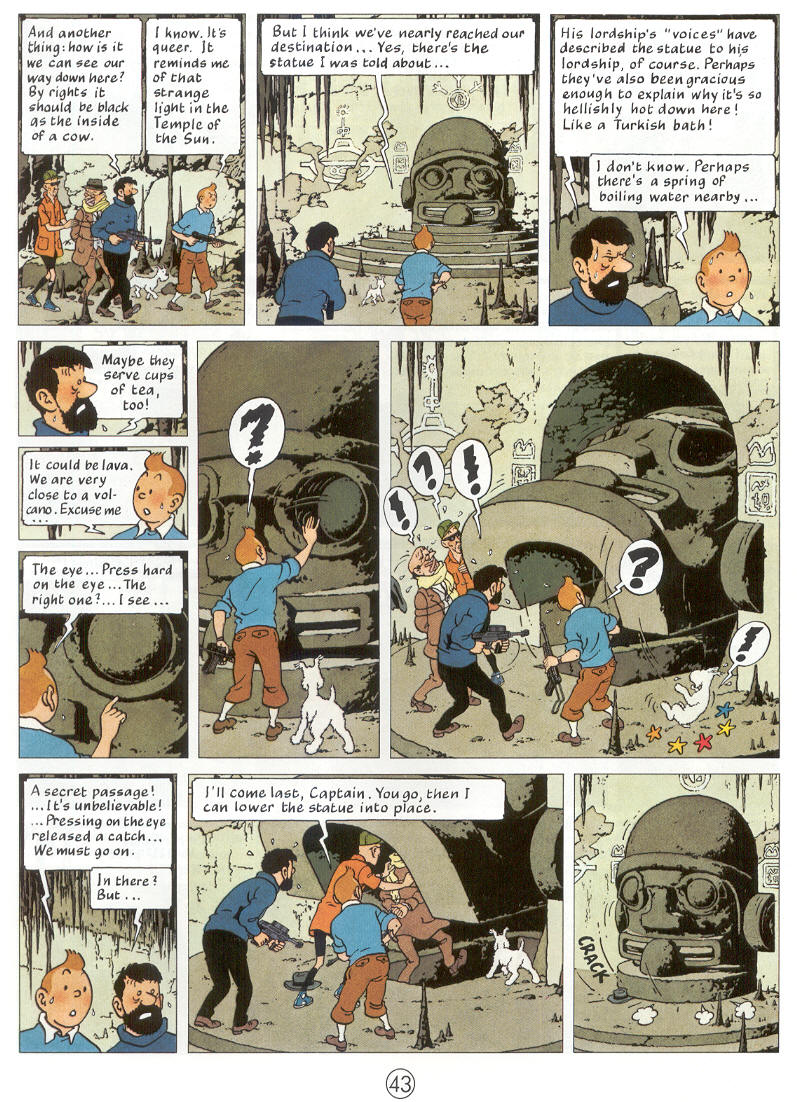 And another
thing: how is it
we can see our
way down here?
By rights it
should be black
as the inside
of a cow.
I know. It's
queer. It
reminds me
of that
strange
light in the
Temple of
the Sun.
But I think we've nearly reached our
destination... Yes, there's the
statue I was told about...
His lordship's "voices" have
described the statue to his
lordship, of course. Perhaps
they've also been gracious
enough to explain why it's so
hellishly hot down here!
Like a Turkish bath!
I don't know. Perhaps
there's a spring of
boiling water nearby...
Maybe they
serve cups
of tea,
too!
It could be lava.
We are very
close to a vol-
cano. Excuse me
...
The eye... Press hard
on the eye... The
right one?... I see...
?
!
?
!
?
!
A secret passage!
...It's unbelievable!
...Pressing on the eye
released a catch...
We must go on.
In there?
But...
I'll come last, Captain. You go, then I
can lower the statue into place.
CRACK
43